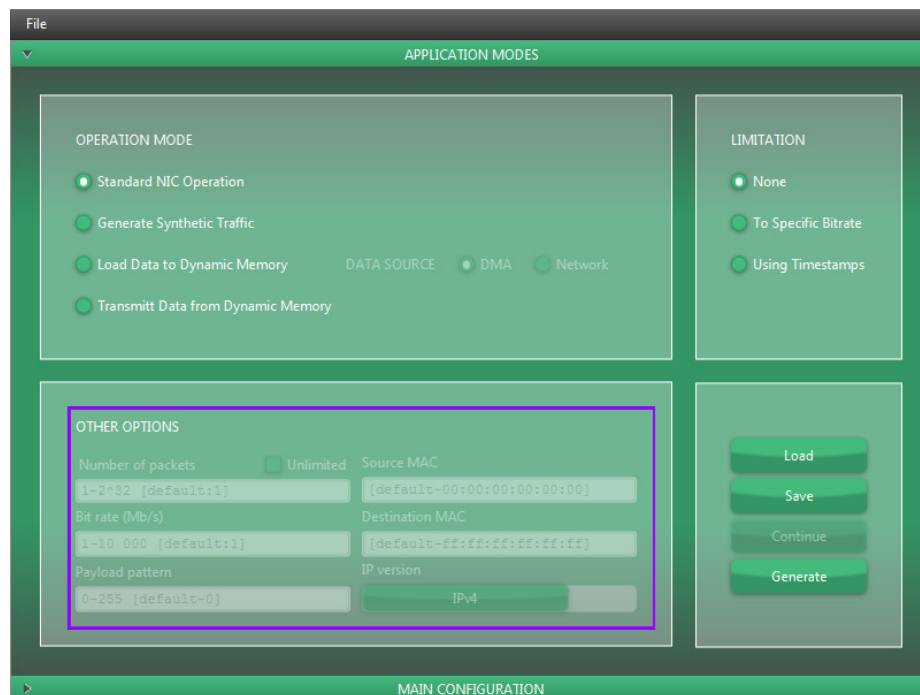 File
APPLICATION MODES
OPERATION MODE
Standard NIC Operation
Generate Synthetic Traffic
Load Data to Dynamic Memory DATA SOURCE DMA Network
Transmitt Data from Dynamic Memory
LIMITATION
None
To Specific Bitrate
Using Timestamps
OTHER OPTIONS
Number of packets Unlimited Source MAC
1-2^32 [default:1] [default-00:00:00:00:00:00]
Bit rate (Mb/s) Destination MAC
1-10 000 [default:1] [default-ff:ff:ff:ff:ff:ff]
Payload pattern IP version
0-255 [default-0] IPv4
Load
Save
Continue
Generate
MAIN CONFIGURATION